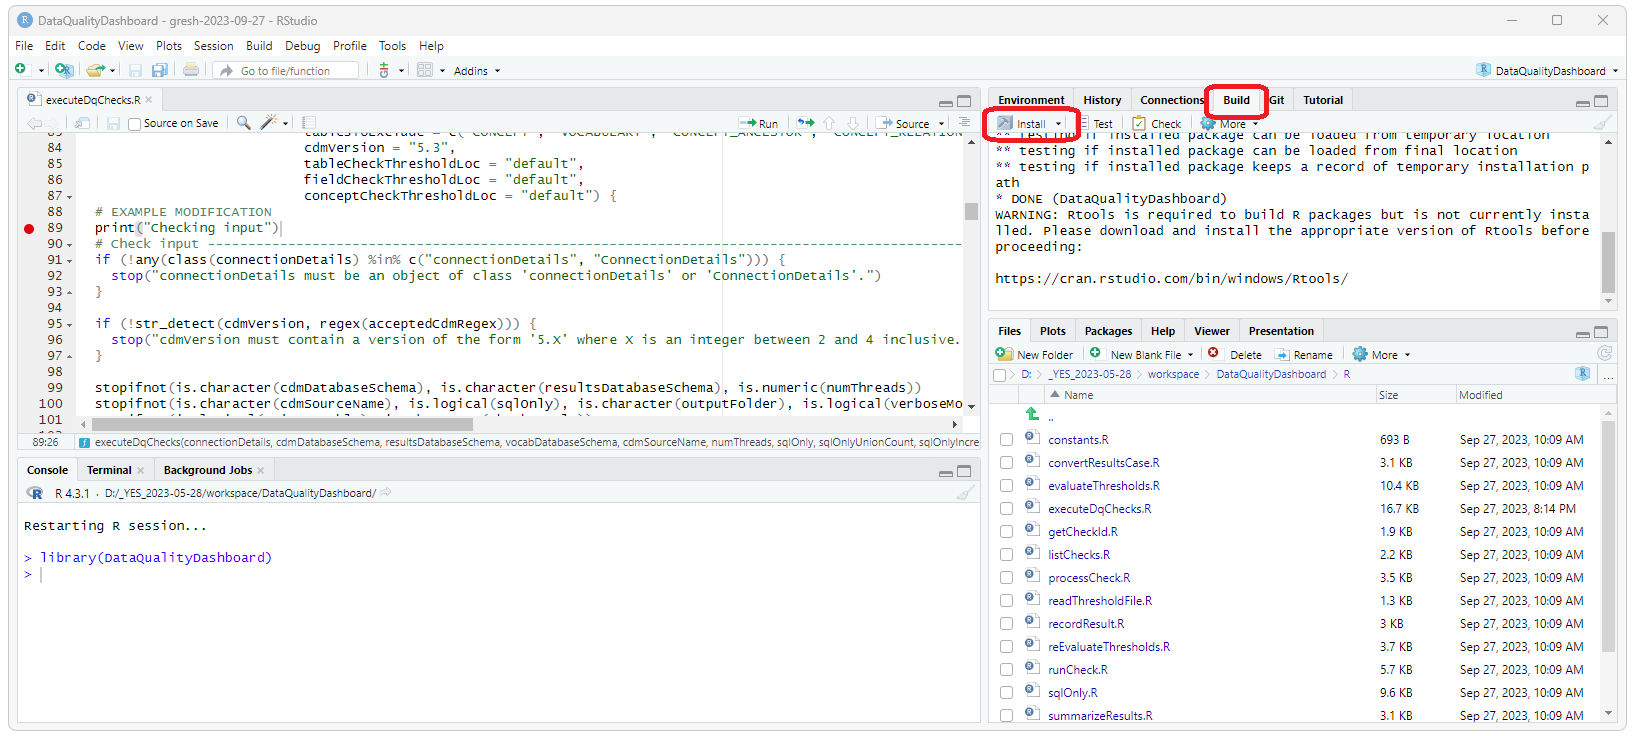 DataQualityDashboard - gresh-2023-09-27 - RStudio
File Edit Code View Plots Session Build Debug Profile Tools Help
Go to file/function Addins DataQualityDashboard
executeDqChecks.R
Source on Save Run Source
84 cdmVersion = "5.3",
85 tableCheckThresholdLoc = "default",
86 fieldCheckThresholdLoc = "default",
87 conceptCheckThresholdLoc = "default") {
88 # EXAMPLE MODIFICATION
89 print("Checking input")
90 # Check input ---
91 if (!any(class(connectionDetails) %in% c("connectionDetails", "ConnectionDetails"))) {
92 stop("connectionDetails must be an object of class 'connectionDetails' or 'ConnectionDetails'.")
93 }
94
95 if (!str_detect(cdmVersion, regex(acceptedCdmRegex))) {
96 stop("cdmVersion must contain a version of the form '5.X' where X is an integer between 2 and 4 inclusive.
97 }
98
99 stopifnot(is.character(cdmDatabaseSchema), is.character(resultsDatabaseSchema), is.numeric(numThreads))
100 stopifnot(is.character(cdmSourceName), is.logical(sqlOnly), is.character(outputFolder), is.logical(verboseMo
101
89:26 executeDqChecks(connectionDetails, cdmDatabaseSchema, resultsDatabaseSchema, vocabDatabaseSchema, cdmSourceName, numThreads, sqlOnly, sqlOnlyUnionCount, sqlOnlyIncre
Console Terminal Background Jobs
R 4.3.1 · D:/_YES_2023-05-28/workspace/DataQualityDashboard/
Restarting R session...
> library(DataQualityDashboard)
>
Environment History Connections Build Git Tutorial
Install Test Check More
** testing if installed package can be loaded from temporary location
** testing if installed package can be loaded from final location
** testing if installed package keeps a record of temporary installation p
ath
* DONE (DataQualityDashboard)
WARNING: Rtools is required to build R packages but is not currently insta
lled. Please download and install the appropriate version of Rtools before
proceeding:
https://cran.rstudio.com/bin/windows/Rtools/
Files Plots Packages Help Viewer Presentation
New Folder New Blank File Delete Rename More
D: _YES_2023-05-28 workspace DataQualityDashboard R ...
Name Size Modified
..
constants.R 693 B Sep 27, 2023, 10:09 AM
convertResultsCase.R 3.1 KB Sep 27, 2023, 10:09 AM
evaluateThresholds.R 10.4 KB Sep 27, 2023, 10:09 AM
executeDqChecks.R 16.7 KB Sep 27, 2023, 8:14 PM
getCheckId.R 1.9 KB Sep 27, 2023, 10:09 AM
listChecks.R 2.2 KB Sep 27, 2023, 10:09 AM
processCheck.R 3.5 KB Sep 27, 2023, 10:09 AM
readThresholdFile.R 1.3 KB Sep 27, 2023, 10:09 AM
recordResult.R 3 KB Sep 27, 2023, 10:09 AM
reEvaluateThresholds.R 3.7 KB Sep 27, 2023, 10:09 AM
runCheck.R 5.7 KB Sep 27, 2023, 10:09 AM
sqlOnly.R 9.6 KB Sep 27, 2023, 10:09 AM
summarizeResults.R 3.1 KB Sep 27, 2023, 10:09 AM